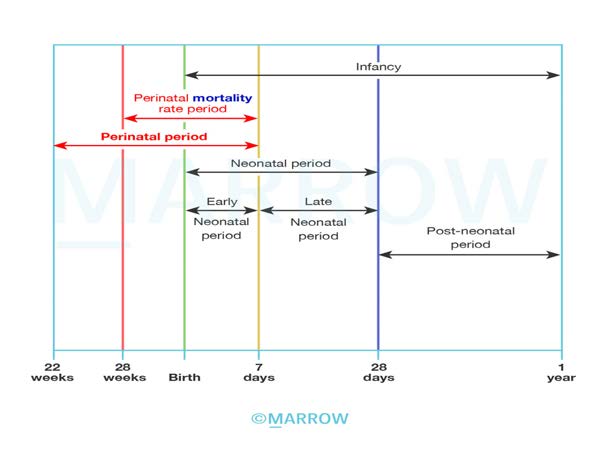 Infancy
Perinatal mortality
rate period
Perinatal period
MARROW
Neonatal period
Early
Neonatal
period
Late
Neonatal
period
Post-neonatal
period
22
weeks
28
weeks
Birth
7
days
28
days
1
year
©MARROW